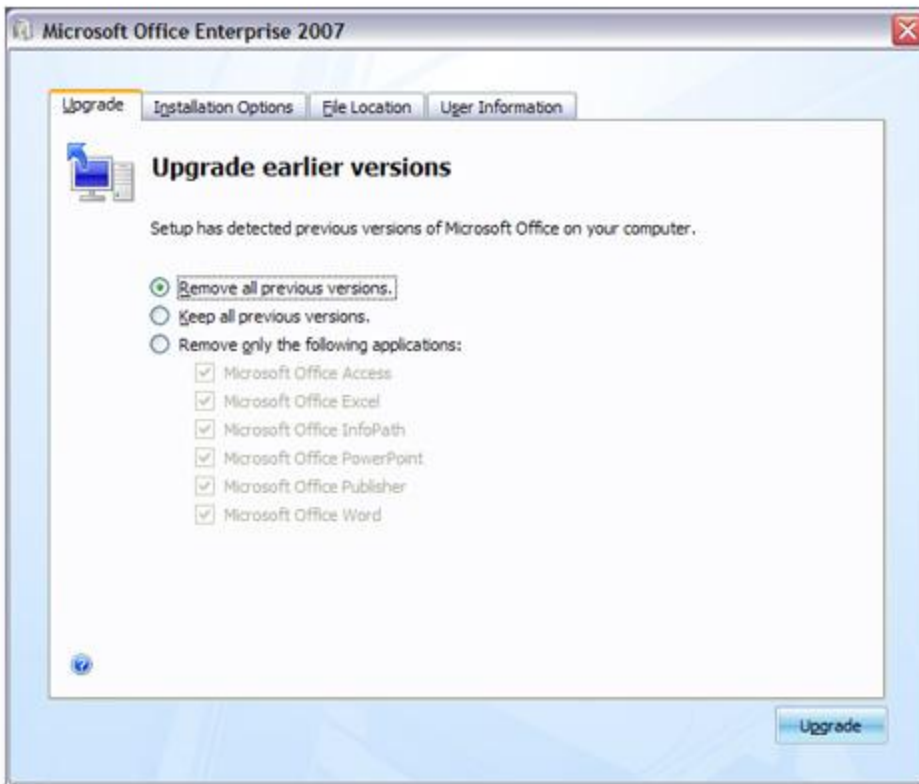 Microsoft Office Enterprise 2007
Upgrade
Installation Options
File Location
User Information
Upgrade earlier versions
Setup has detected previous versions of Microsoft Office on your computer.
Remove all previous versions.
Keep all previous versions.
Remove only the following applications:
Microsoft Office Access
Microsoft Office Excel
Microsoft Office InfoPath
Microsoft Office PowerPoint
Microsoft Office Publisher
Microsoft Office Word
?
Upgrade